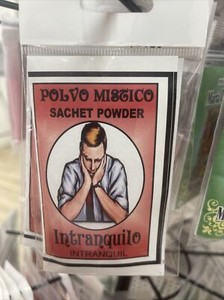 POLVO MISTICO
SACHET POWDER
Intranquilo
INTRANQUIL